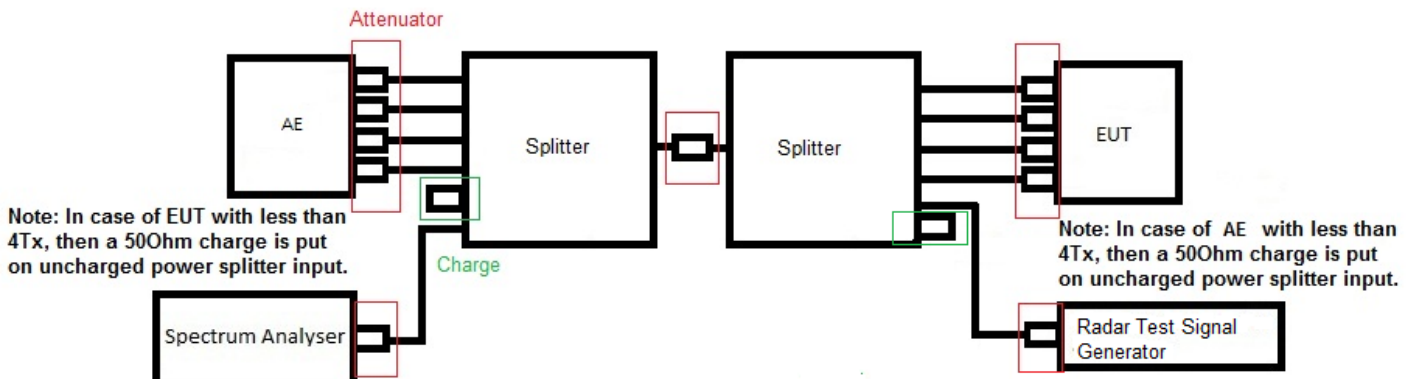 Attenuator
AE
Splitter
Splitter
EUT
Note: In case of EUT with less than
4Tx, then a 50Ohm charge is put
on uncharged power splitter input.
Charge
Note: In case of AE with less than
4Tx, then a 50Ohm charge is put
on uncharged power splitter input.
Spectrum Analyser
Radar Test Signal
Generator